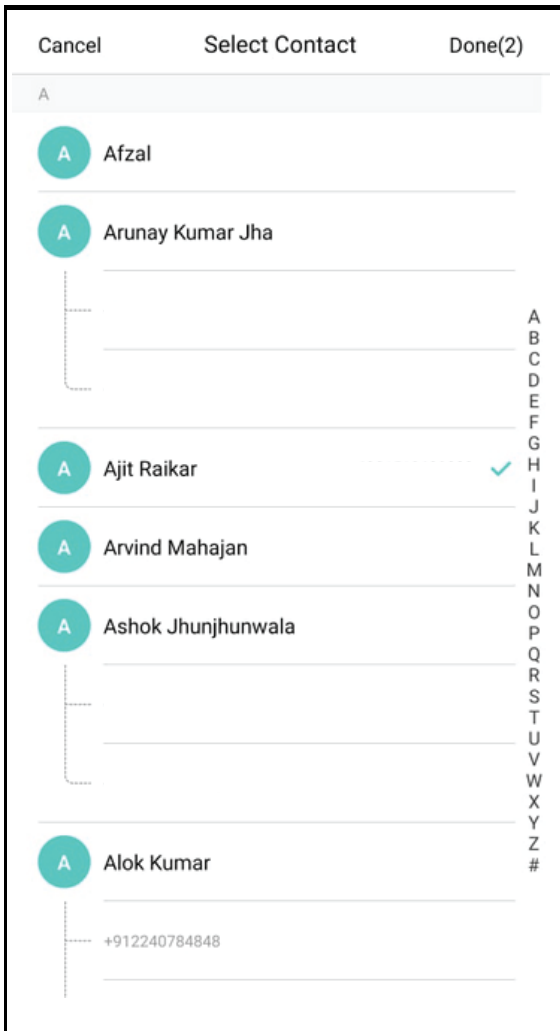 Cancel Select Contact Done(2)
A
A Afzal
A Arunay Kumar Jha
A Ajit Raikar
A Arvind Mahajan
A Ashok Jhunjhunwala
A Alok Kumar
+912240784848
A
B
C
D
E
F
G
H
I
J
K
L
M
N
O
P
Q
R
S
T
U
V
W
X
Y
Z
#